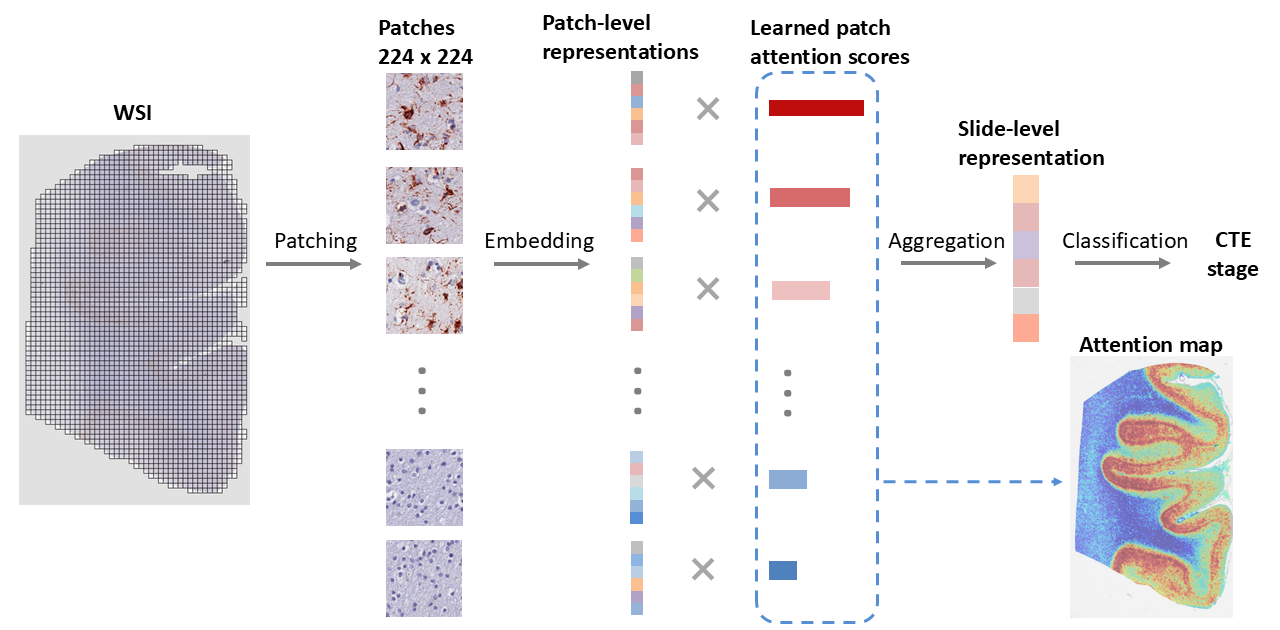 WSI
Patching
Patches
224 x 224
Embedding
Patch-level
representations
Learned patch
attention scores
Aggregation
Slide-level
representation
Classification
CTE
stage
Attention map